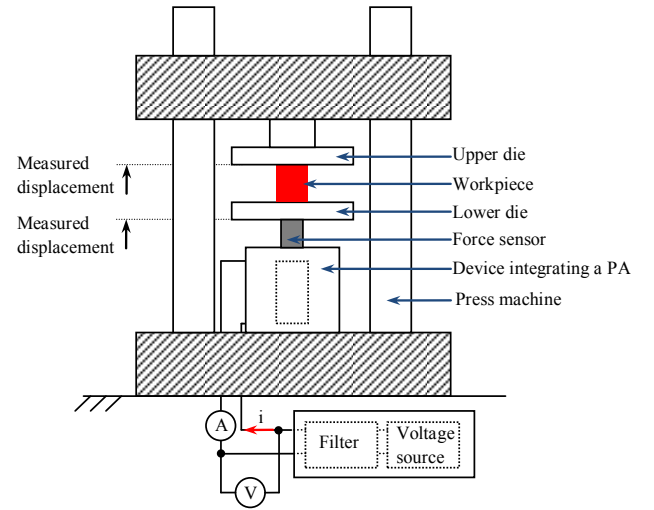 Upper die
Measured
displacement
Workpiece
Measured
displacement
Lower die
Force sensor
Device integrating a PA
Press machine
A
i
Filter
Voltage
source
V